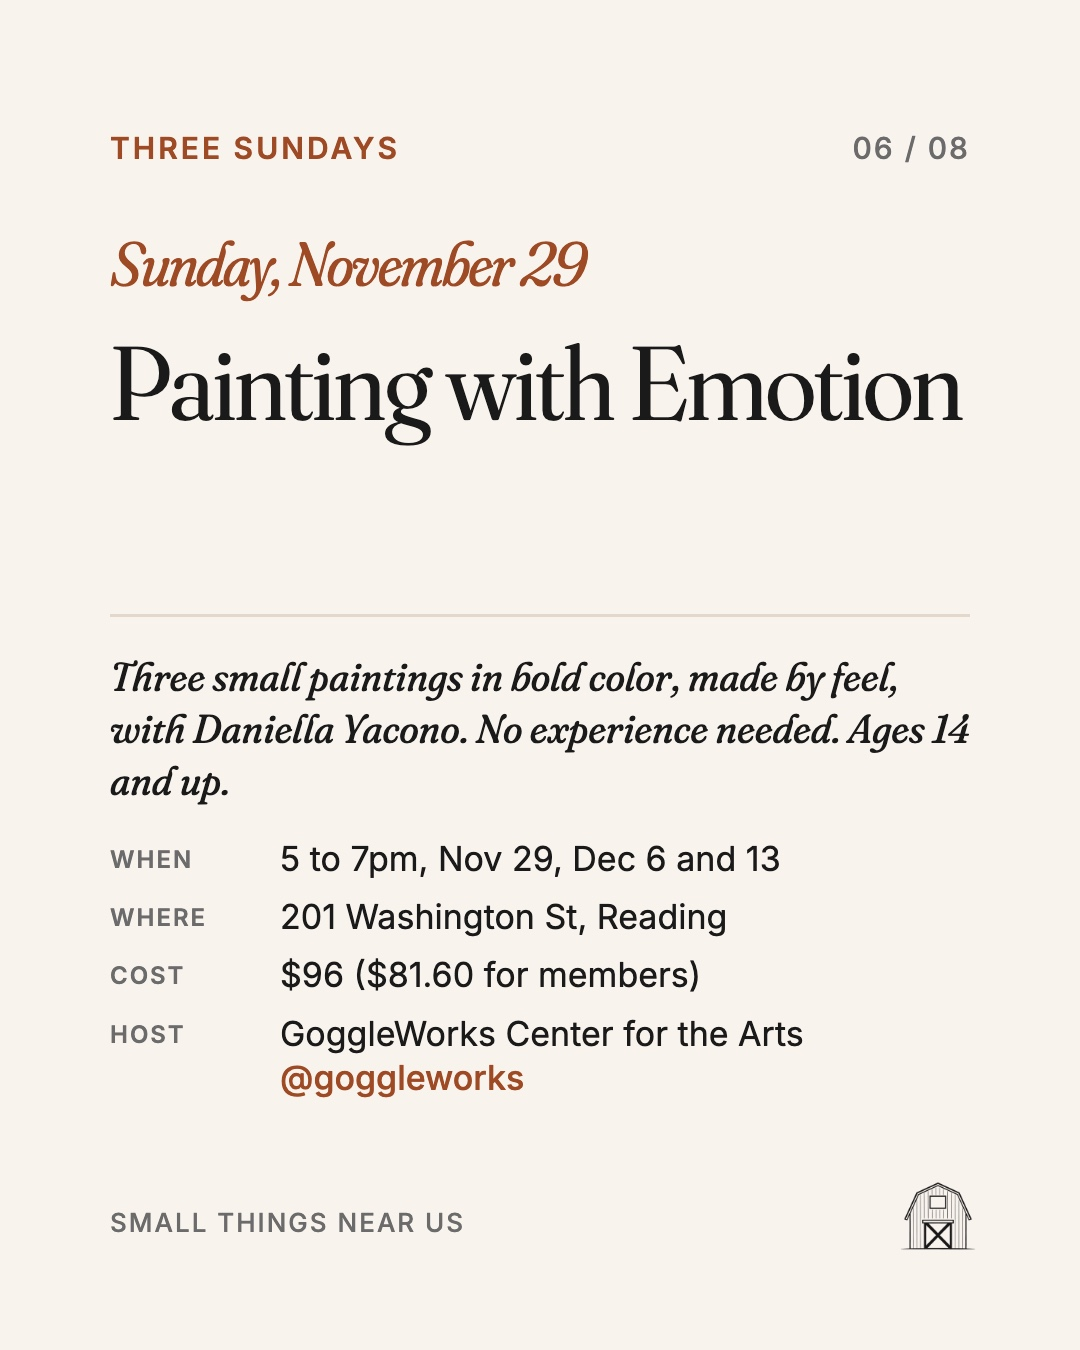 THREE SUNDAYS
06 / 08
Sunday, November 29
Painting with Emotion
Three small paintings in bold color, made by feel,
with Daniella Yacono. No experience needed. Ages 14
and up.
WHEN 5 to 7pm, Nov 29, Dec 6 and 13
WHERE 201 Washington St, Reading
COST $96 ($81.60 for members)
HOST GoggleWorks Center for the Arts
@goggleworks
SMALL THINGS NEAR US